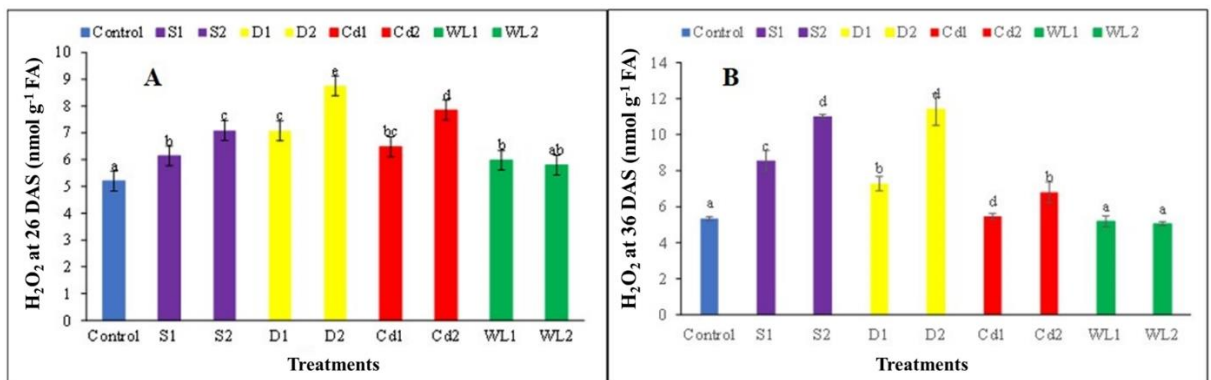 Control S1 S2 D1 D2 Cd1 Cd2 WL1 WL2
A
H₂O₂ at 26 DAS (nmol g⁻¹ FA)
10
9
8
7
6
5
4
3
2
1
0
a
b
c
c
e
bc
d
b
ab
Control S1 S2 D1 D2 Cd1 Cd2 WL1 WL2
Treatments
Control S1 S2 D1 D2 Cd1 Cd2 WL1 WL2
B
H₂O₂ at 36 DAS (nmol g⁻¹ FA)
14
12
10
8
6
4
2
0
a
c
d
b
d
d
b
a
a
Control S1 S2 D1 D2 Cd1 Cd2 WL1 WL2
Treatments